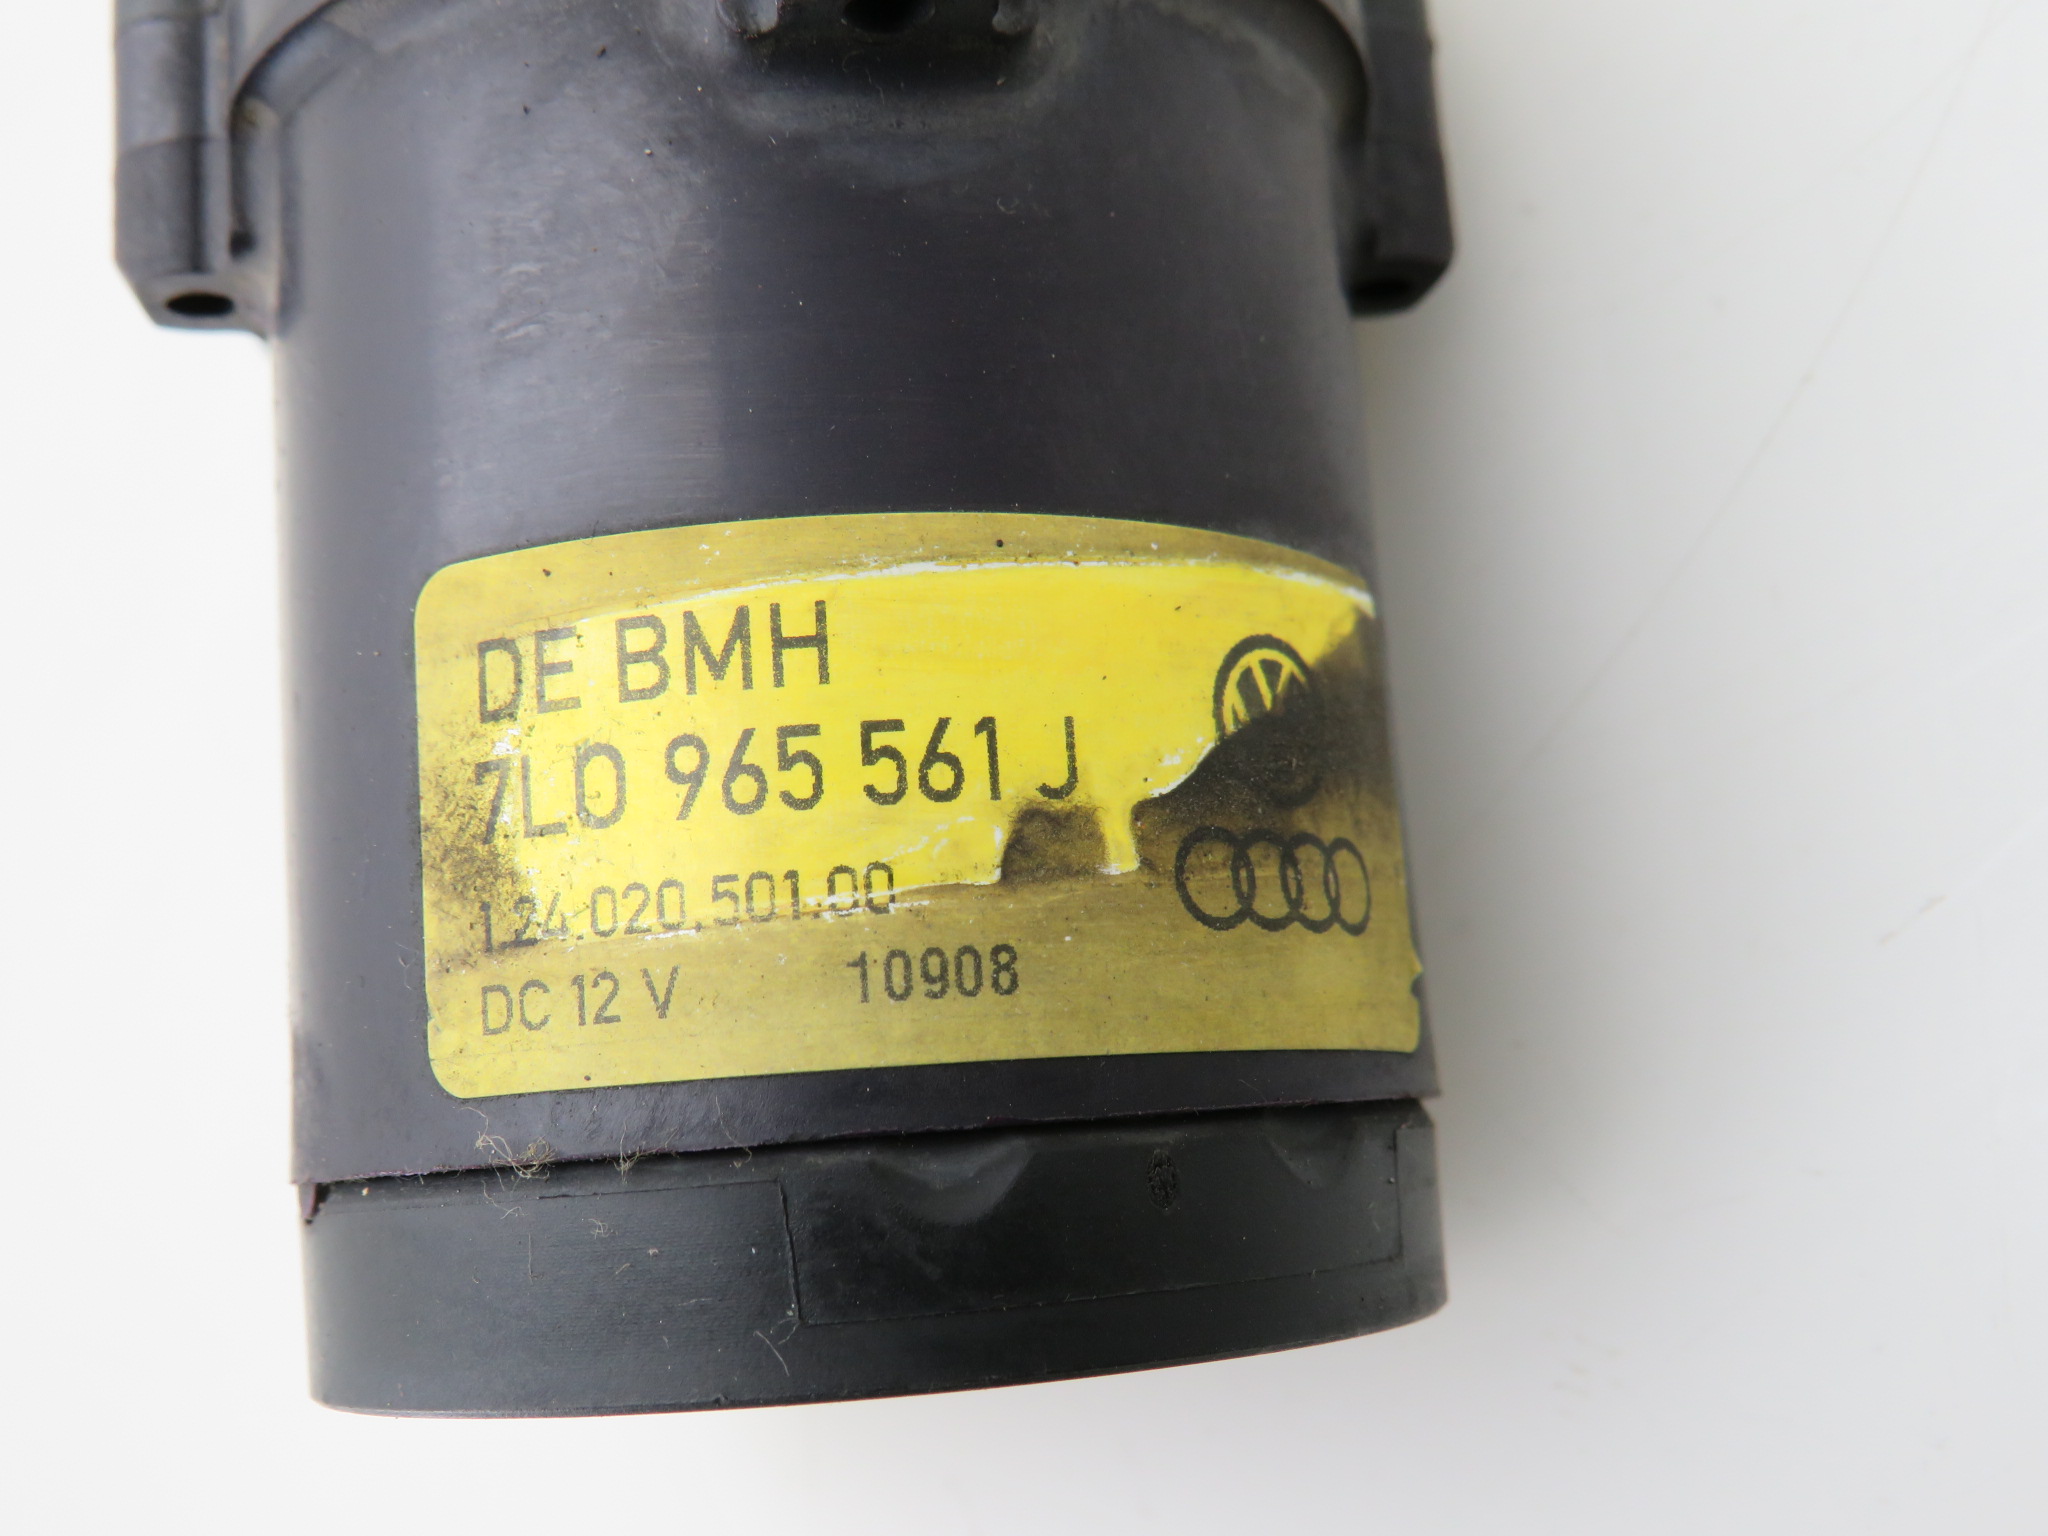 DE BMH
7L0 965 561 J
1.24.020.501.00
DC 12 V 10908